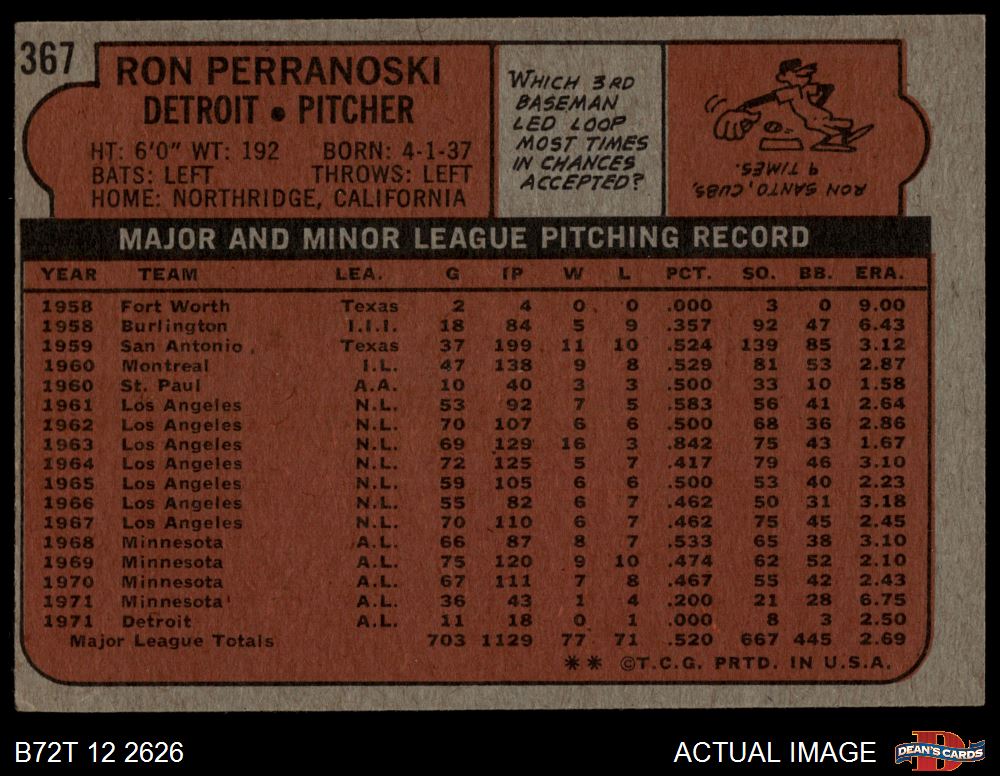 367
RON PERRANOSKI
DETROIT • PITCHER
HT: 6'0" WT: 192 BORN: 4-1-37
BATS: LEFT THROWS: LEFT
HOME: NORTHRIDGE, CALIFORNIA
WHICH 3RD
BASEMAN
LED LOOP
MOST TIMES
IN CHANCES
ACCEPTED?
RON SANTO, CUBS,
9 TIMES.
MAJOR AND MINOR LEAGUE PITCHING RECORD
YEAR TEAM LEA. G IP W L PCT. SO. BB. ERA.
1958 Fort Worth Texas 2 4 0 0 .000 3 0 9.00
1958 Burlington I.I.I. 18 84 5 9 .357 92 47 6.43
1959 San Antonio Texas 37 199 11 10 .524 139 85 3.12
1960 Montreal I.L. 47 138 9 8 .529 81 53 2.87
1960 St. Paul A.A. 10 40 3 3 .500 33 10 1.58
1961 Los Angeles N.L. 53 92 7 5 .583 56 41 2.64
1962 Los Angeles N.L. 70 107 6 6 .500 68 36 2.86
1963 Los Angeles N.L. 69 129 16 3 .842 75 43 1.67
1964 Los Angeles N.L. 72 125 5 7 .417 79 46 3.10
1965 Los Angeles N.L. 59 105 6 6 .500 53 40 2.23
1966 Los Angeles N.L. 55 82 6 7 .462 50 31 3.18
1967 Los Angeles N.L. 70 110 6 7 .462 75 45 2.45
1968 Minnesota A.L. 66 87 8 7 .533 65 38 3.10
1969 Minnesota A.L. 75 120 9 10 .474 62 52 2.10
1970 Minnesota A.L. 67 111 7 8 .467 55 42 2.43
1971 Minnesota A.L. 36 43 1 4 .200 21 28 6.75
1971 Detroit A.L. 11 18 0 1 .000 8 3 2.50
Major League Totals 703 1129 77 71 .520 667 445 2.69
** ©T.C.G. PRTD. IN U.S.A.
B72T 12 2626
ACTUAL IMAGE
D
DEAN'S CARDS